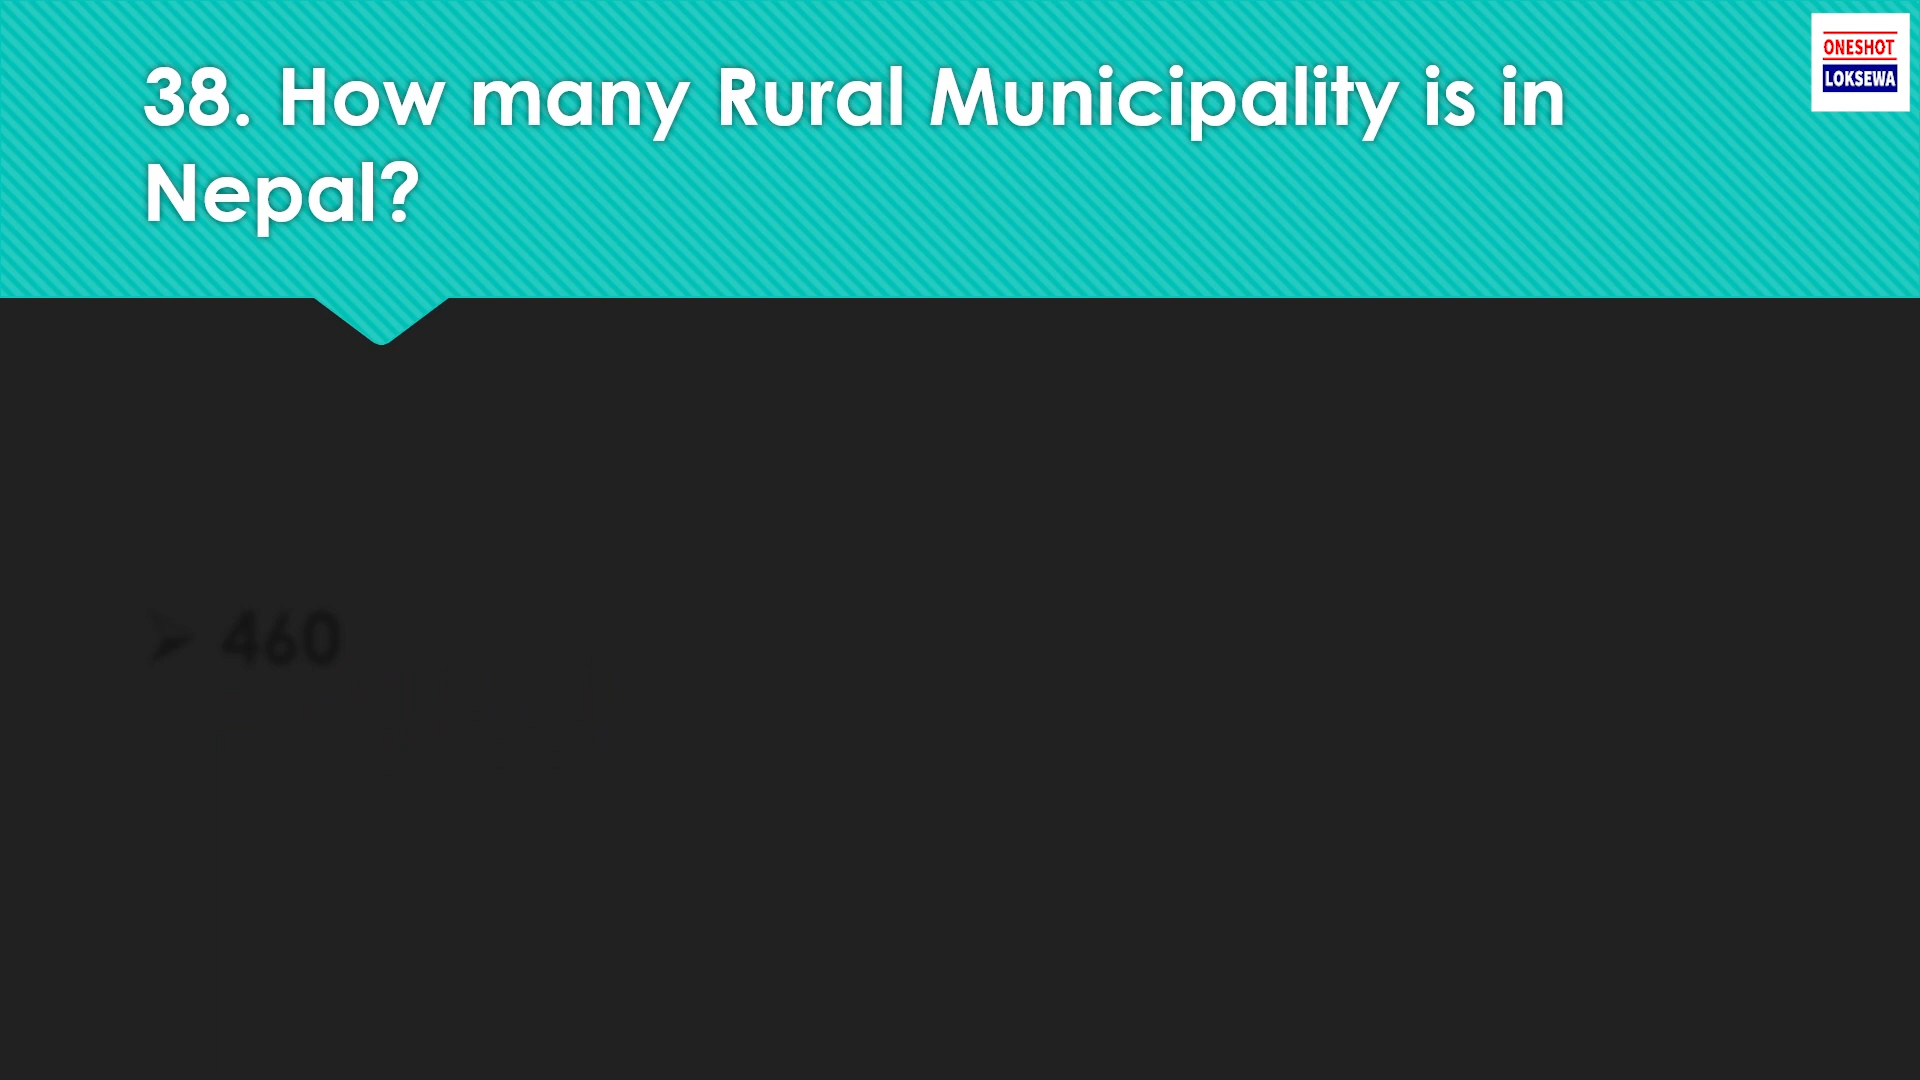 38. How many Rural Municipality is in
Nepal?
ONESHOT
LOKSEWA
➢ 460